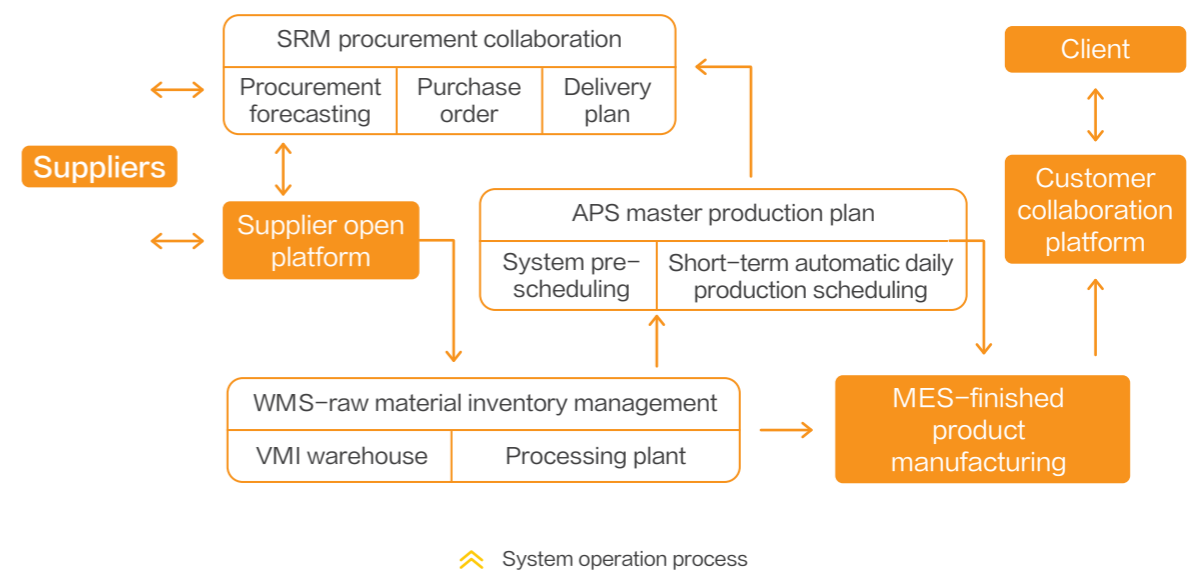 SRM procurement collaboration
Procurement
forecasting
Purchase
order
Delivery
plan
Client
Suppliers
Supplier open
platform
APS master production plan
System pre-
scheduling
Short-term automatic daily
production scheduling
Customer
collaboration
platform
WMS-raw material inventory management
VMI warehouse
Processing plant
MES-finished
product
manufacturing
System operation process